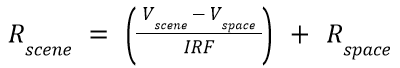 R_scene = ((V_scene − V_space) / IRF) + R_space